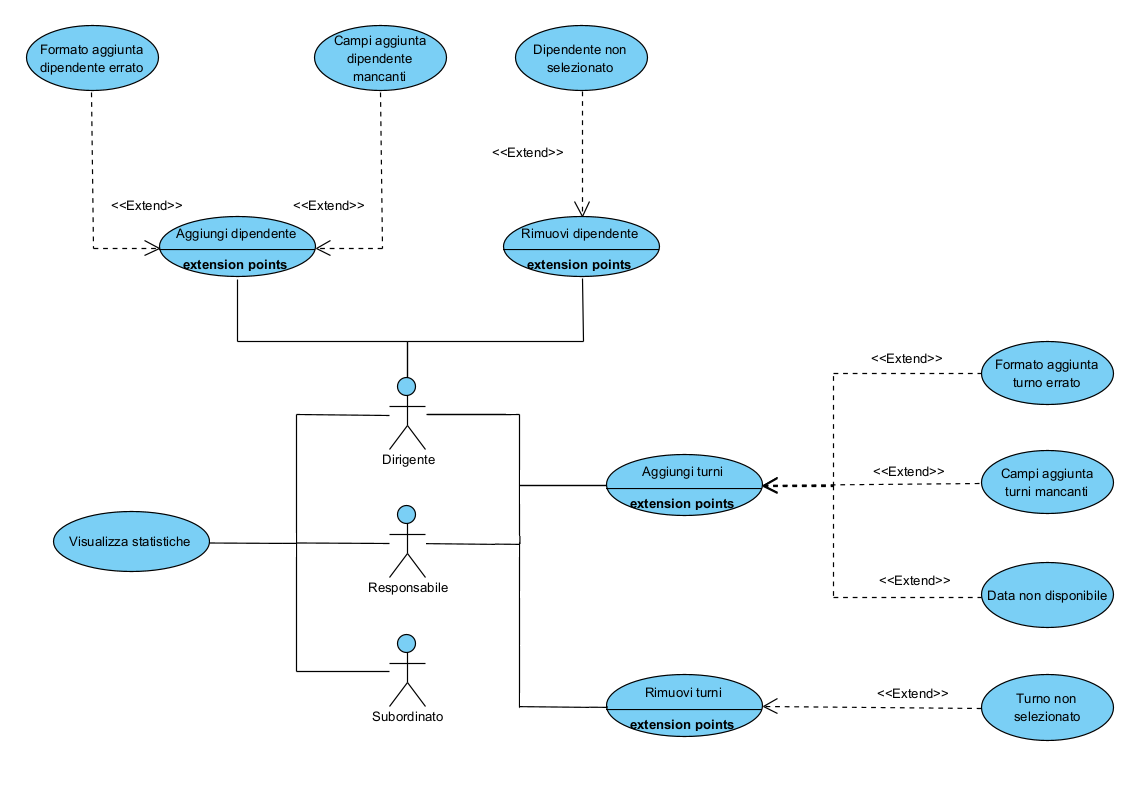 Formato aggiunta
dipendente errato
Campi aggiunta
dipendente
mancanti
Dipendente non
selezionato
<<Extend>>
<<Extend>>
<<Extend>>
Aggiungi dipendente
extension points
Rimuovi dipendente
extension points
<<Extend>>
Formato aggiunta
turno errato
Dirigente
Aggiungi turni
extension points
<<Extend>>
Campi aggiunta
turni mancanti
Visualizza statistiche
Responsabile
<<Extend>>
Data non disponibile
Subordinato
Rimuovi turni
extension points
<<Extend>>
Turno non
selezionato